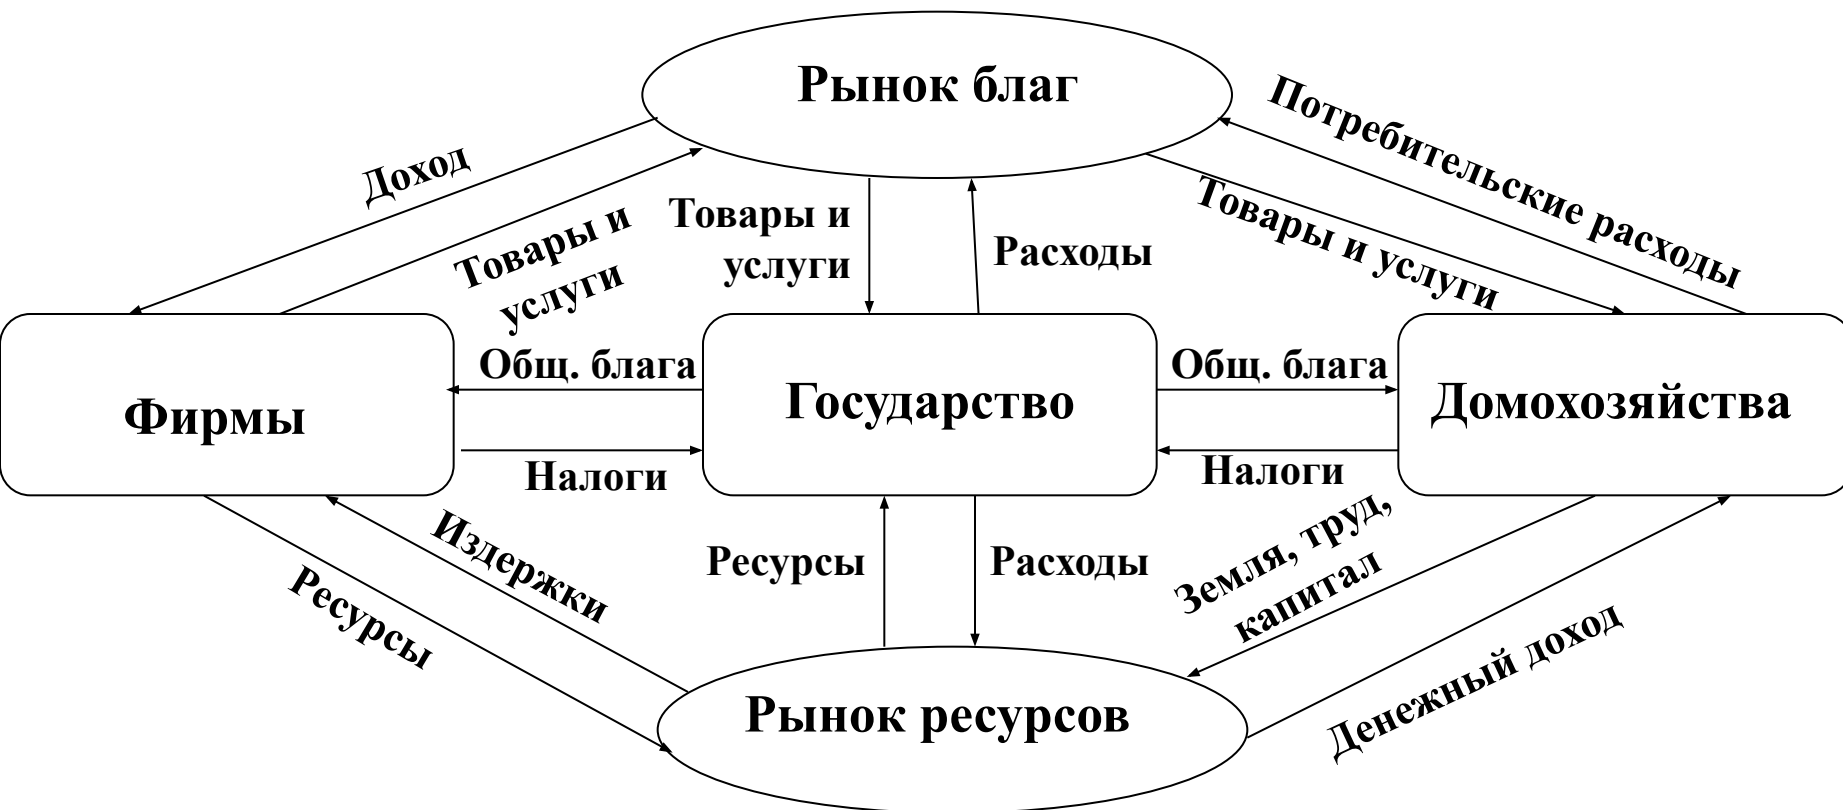 Рынок благ
Потребительские расходы
Доход
Товары и
услуги
Товары и
услуги
Расходы
Товары и услуги
Общ. блага
Общ. блага
Фирмы
Государство
Домохозяйства
Налоги
Налоги
Издержки
Ресурсы
Ресурсы
Расходы
Земля, труд,
капитал
Денежный доход
Рынок ресурсов